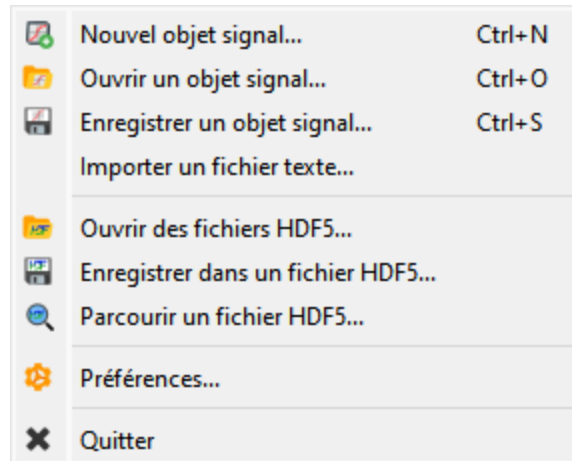 Nouvel objet signal... Ctrl+N
Ouvrir un objet signal... Ctrl+O
Enregistrer un objet signal... Ctrl+S
Importer un fichier texte...
Ouvrir des fichiers HDF5...
Enregistrer dans un fichier HDF5...
Parcourir un fichier HDF5...
Préférences...
Quitter